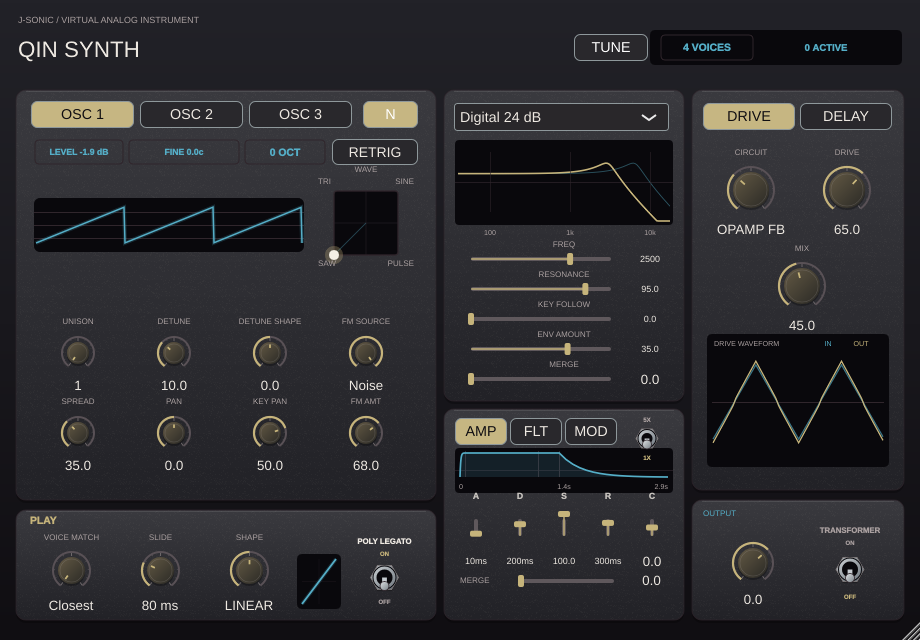 J-SONIC / VIRTUAL ANALOG INSTRUMENT
QIN SYNTH
TUNE
4 VOICES
0 ACTIVE
OSC 1
OSC 2
OSC 3
N
LEVEL -1.9 dB
FINE 0.0c
0 OCT
RETRIG
WAVE
TRI
SINE
SAW
PULSE
UNISON
DETUNE
DETUNE SHAPE
FM SOURCE
1
10.0
0.0
Noise
SPREAD
PAN
KEY PAN
FM AMT
35.0
0.0
50.0
68.0
PLAY
VOICE MATCH
SLIDE
SHAPE
POLY LEGATO
ON
OFF
Closest
80 ms
LINEAR
Digital 24 dB
100
1k
10k
FREQ
2500
RESONANCE
95.0
KEY FOLLOW
0.0
ENV AMOUNT
35.0
MERGE
0.0
AMP
FLT
MOD
5X
1X
0
1.4s
2.9s
A
D
S
R
C
10ms
200ms
100.0
300ms
0.0
MERGE
0.0
DRIVE
DELAY
CIRCUIT
DRIVE
OPAMP FB
65.0
MIX
45.0
DRIVE WAVEFORM
IN
OUT
OUTPUT
TRANSFORMER
ON
OFF
0.0